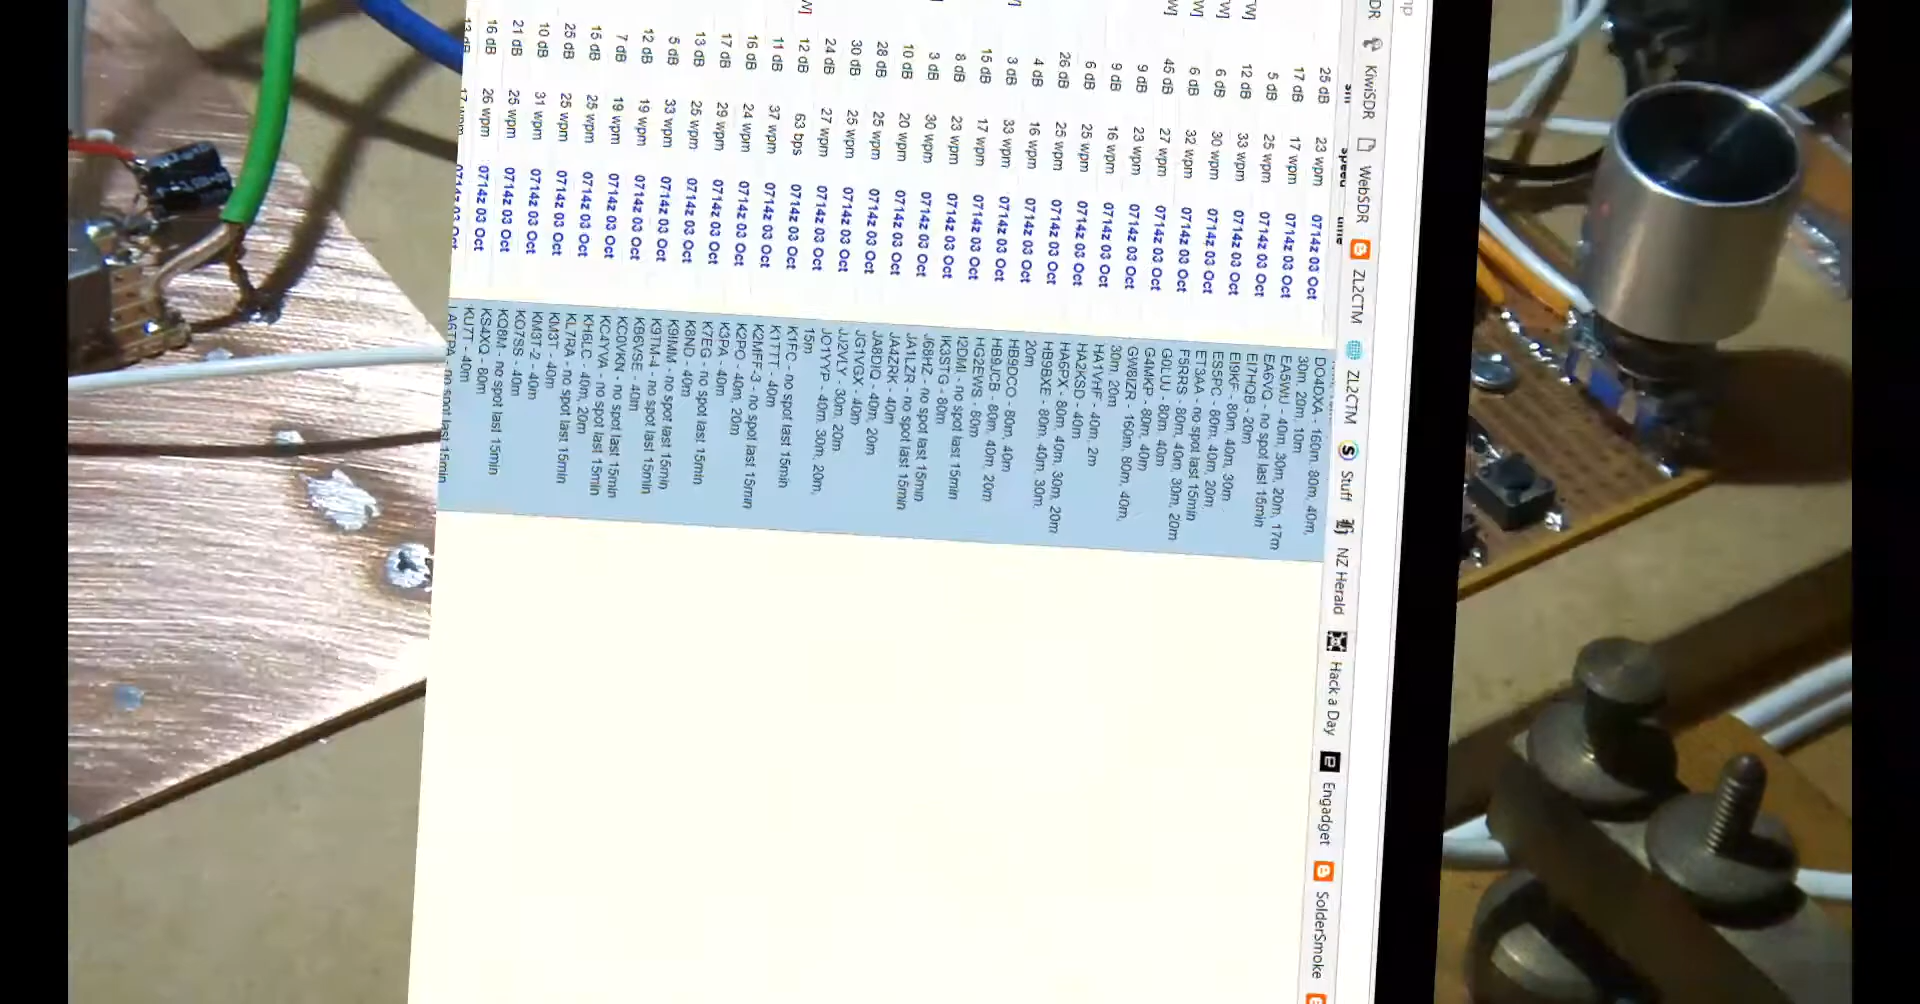 KiwiSDR WebSDR ZL2CTM ZL2CTM Stuff NZ Herald Hack a Day Engadget SolderSmoke
25 dB 23 wpm 0714z 03 Oct
17 dB 17 wpm 0714z 03 Oct
5 dB 25 wpm 0714z 03 Oct
12 dB 33 wpm 0714z 03 Oct
6 dB 30 wpm 0714z 03 Oct
6 dB 32 wpm 0714z 03 Oct
45 dB 27 wpm 0714z 03 Oct
9 dB 23 wpm 0714z 03 Oct
9 dB 16 wpm 0714z 03 Oct
6 dB 25 wpm 0714z 03 Oct
26 dB 25 wpm 0714z 03 Oct
4 dB 16 wpm 0714z 03 Oct
3 dB 33 wpm 0714z 03 Oct
15 dB 17 wpm 0714z 03 Oct
8 dB 23 wpm 0714z 03 Oct
3 dB 30 wpm 0714z 03 Oct
10 dB 20 wpm 0714z 03 Oct
28 dB 25 wpm 0714z 03 Oct
30 dB 25 wpm 0714z 03 Oct
24 dB 27 wpm 0714z 03 Oct
12 dB 63 bps 0714z 03 Oct
11 dB 37 wpm 0714z 03 Oct
16 dB 24 wpm 0714z 03 Oct
17 dB 29 wpm 0714z 03 Oct
13 dB 25 wpm 0714z 03 Oct
5 dB 33 wpm 0714z 03 Oct
12 dB 19 wpm 0714z 03 Oct
7 dB 19 wpm 0714z 03 Oct
15 dB 25 wpm 0714z 03 Oct
25 dB 25 wpm 0714z 03 Oct
10 dB 31 wpm 0714z 03 Oct
21 dB 25 wpm 0714z 03 Oct
16 dB 26 wpm 0714z 03 Oct
13 dB 17 wpm 0714z 03 Oct
DO4DXA - 160m, 80m, 40m,
30m, 20m, 10m
EA5WU - 40m, 30m, 20m, 17m
EA6VQ - no spot last 15min
EI7HQB - 20m
EI9KF - 80m, 40m, 30m
ES5PC - 80m, 40m, 20m
ET3AA - no spot last 15min
F5RRS - 80m, 40m, 30m, 20m
G0LUJ - 80m, 40m
G4MKP - 80m, 40m
GW8IZR - 160m, 80m, 40m,
30m, 20m
HA1VHF - 40m, 2m
HA2KSD - 40m
HA6PX - 80m, 40m, 30m, 20m
HB9BXE - 80m, 40m, 30m,
20m
HB9DCO - 80m, 40m
HB9JCB - 80m, 40m, 20m
HG2EWS - 80m
I2DMI - no spot last 15min
IK3STG - 80m
J68HZ - no spot last 15min
JA1LZR - no spot last 15min
JA4ZRK - 40m
JA8DIQ - 40m, 20m
JG1VGX - 40m
JJ2VLY - 30m, 20m
JO1YYP - 40m, 30m, 20m,
15m
K1FC - no spot last 15min
K1TTT - 40m
K2MFF-3 - no spot last 15min
K2PO - 40m, 20m
K3PA - 40m
K7EG - no spot last 15min
K8ND - 40m
K9IMM - no spot last 15min
K9TM-4 - no spot last 15min
KB6VSE - 40m
KC0VKN - no spot last 15min
KC4YVA - no spot last 15min
KH6LC - 40m, 20m
KL7RA - no spot last 15min
KM3T - 40m
KM3T-2 - 40m
KO7SS - 40m
KQ8M - no spot last 15min
KS4XQ - 80m
KU7T - 40m
LA6TPA - no spot last 15min